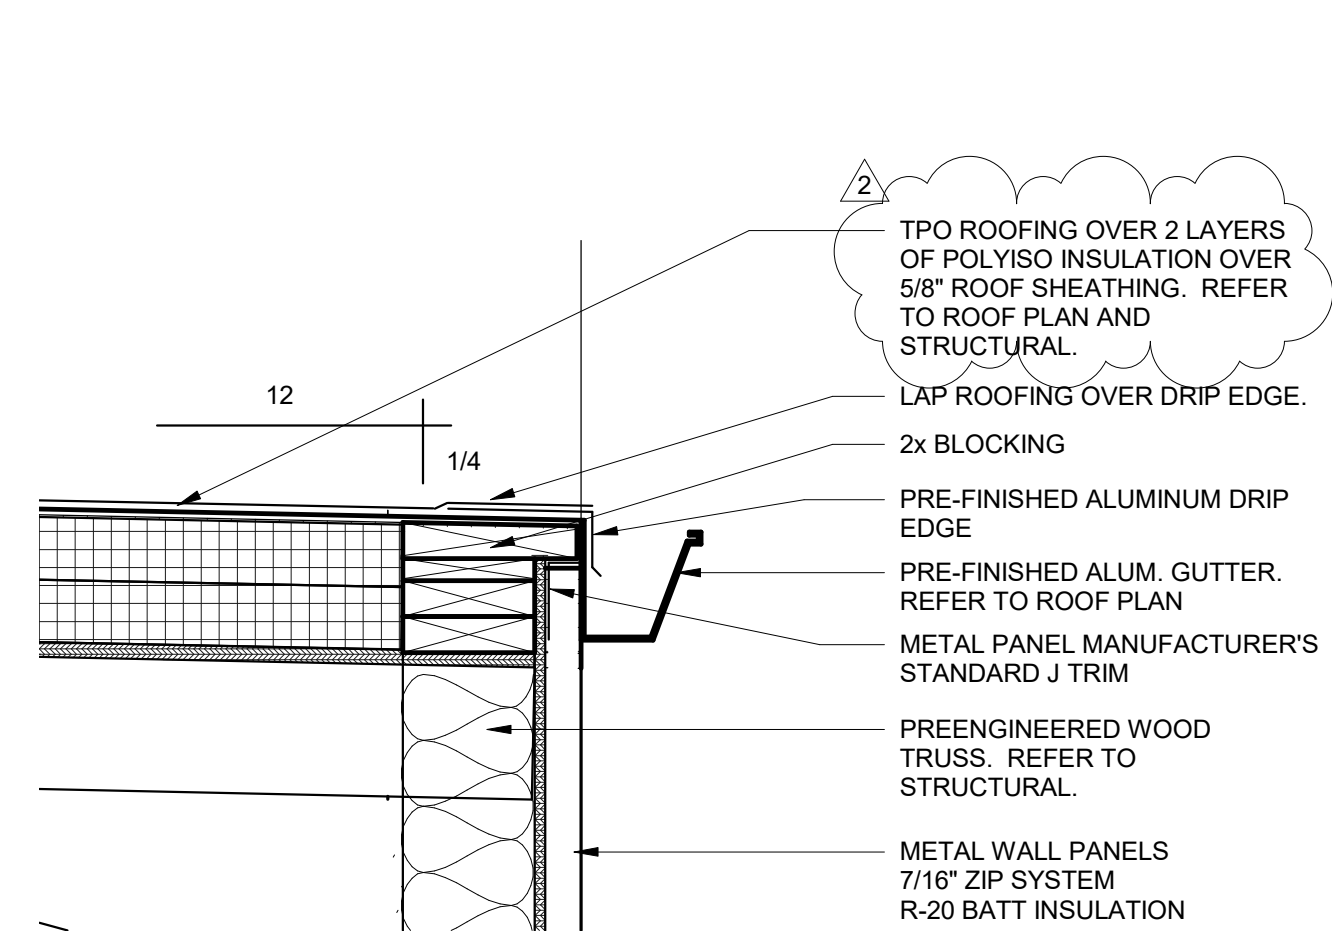 2
TPO ROOFING OVER 2 LAYERS
OF POLYISO INSULATION OVER
5/8" ROOF SHEATHING. REFER
TO ROOF PLAN AND
STRUCTURAL.
LAP ROOFING OVER DRIP EDGE.
12
2x BLOCKING
1/4
PRE-FINISHED ALUMINUM DRIP
EDGE
PRE-FINISHED ALUM. GUTTER.
REFER TO ROOF PLAN
METAL PANEL MANUFACTURER'S
STANDARD J TRIM
PREENGINEERED WOOD
TRUSS. REFER TO
STRUCTURAL.
METAL WALL PANELS
7/16" ZIP SYSTEM
R-20 BATT INSULATION